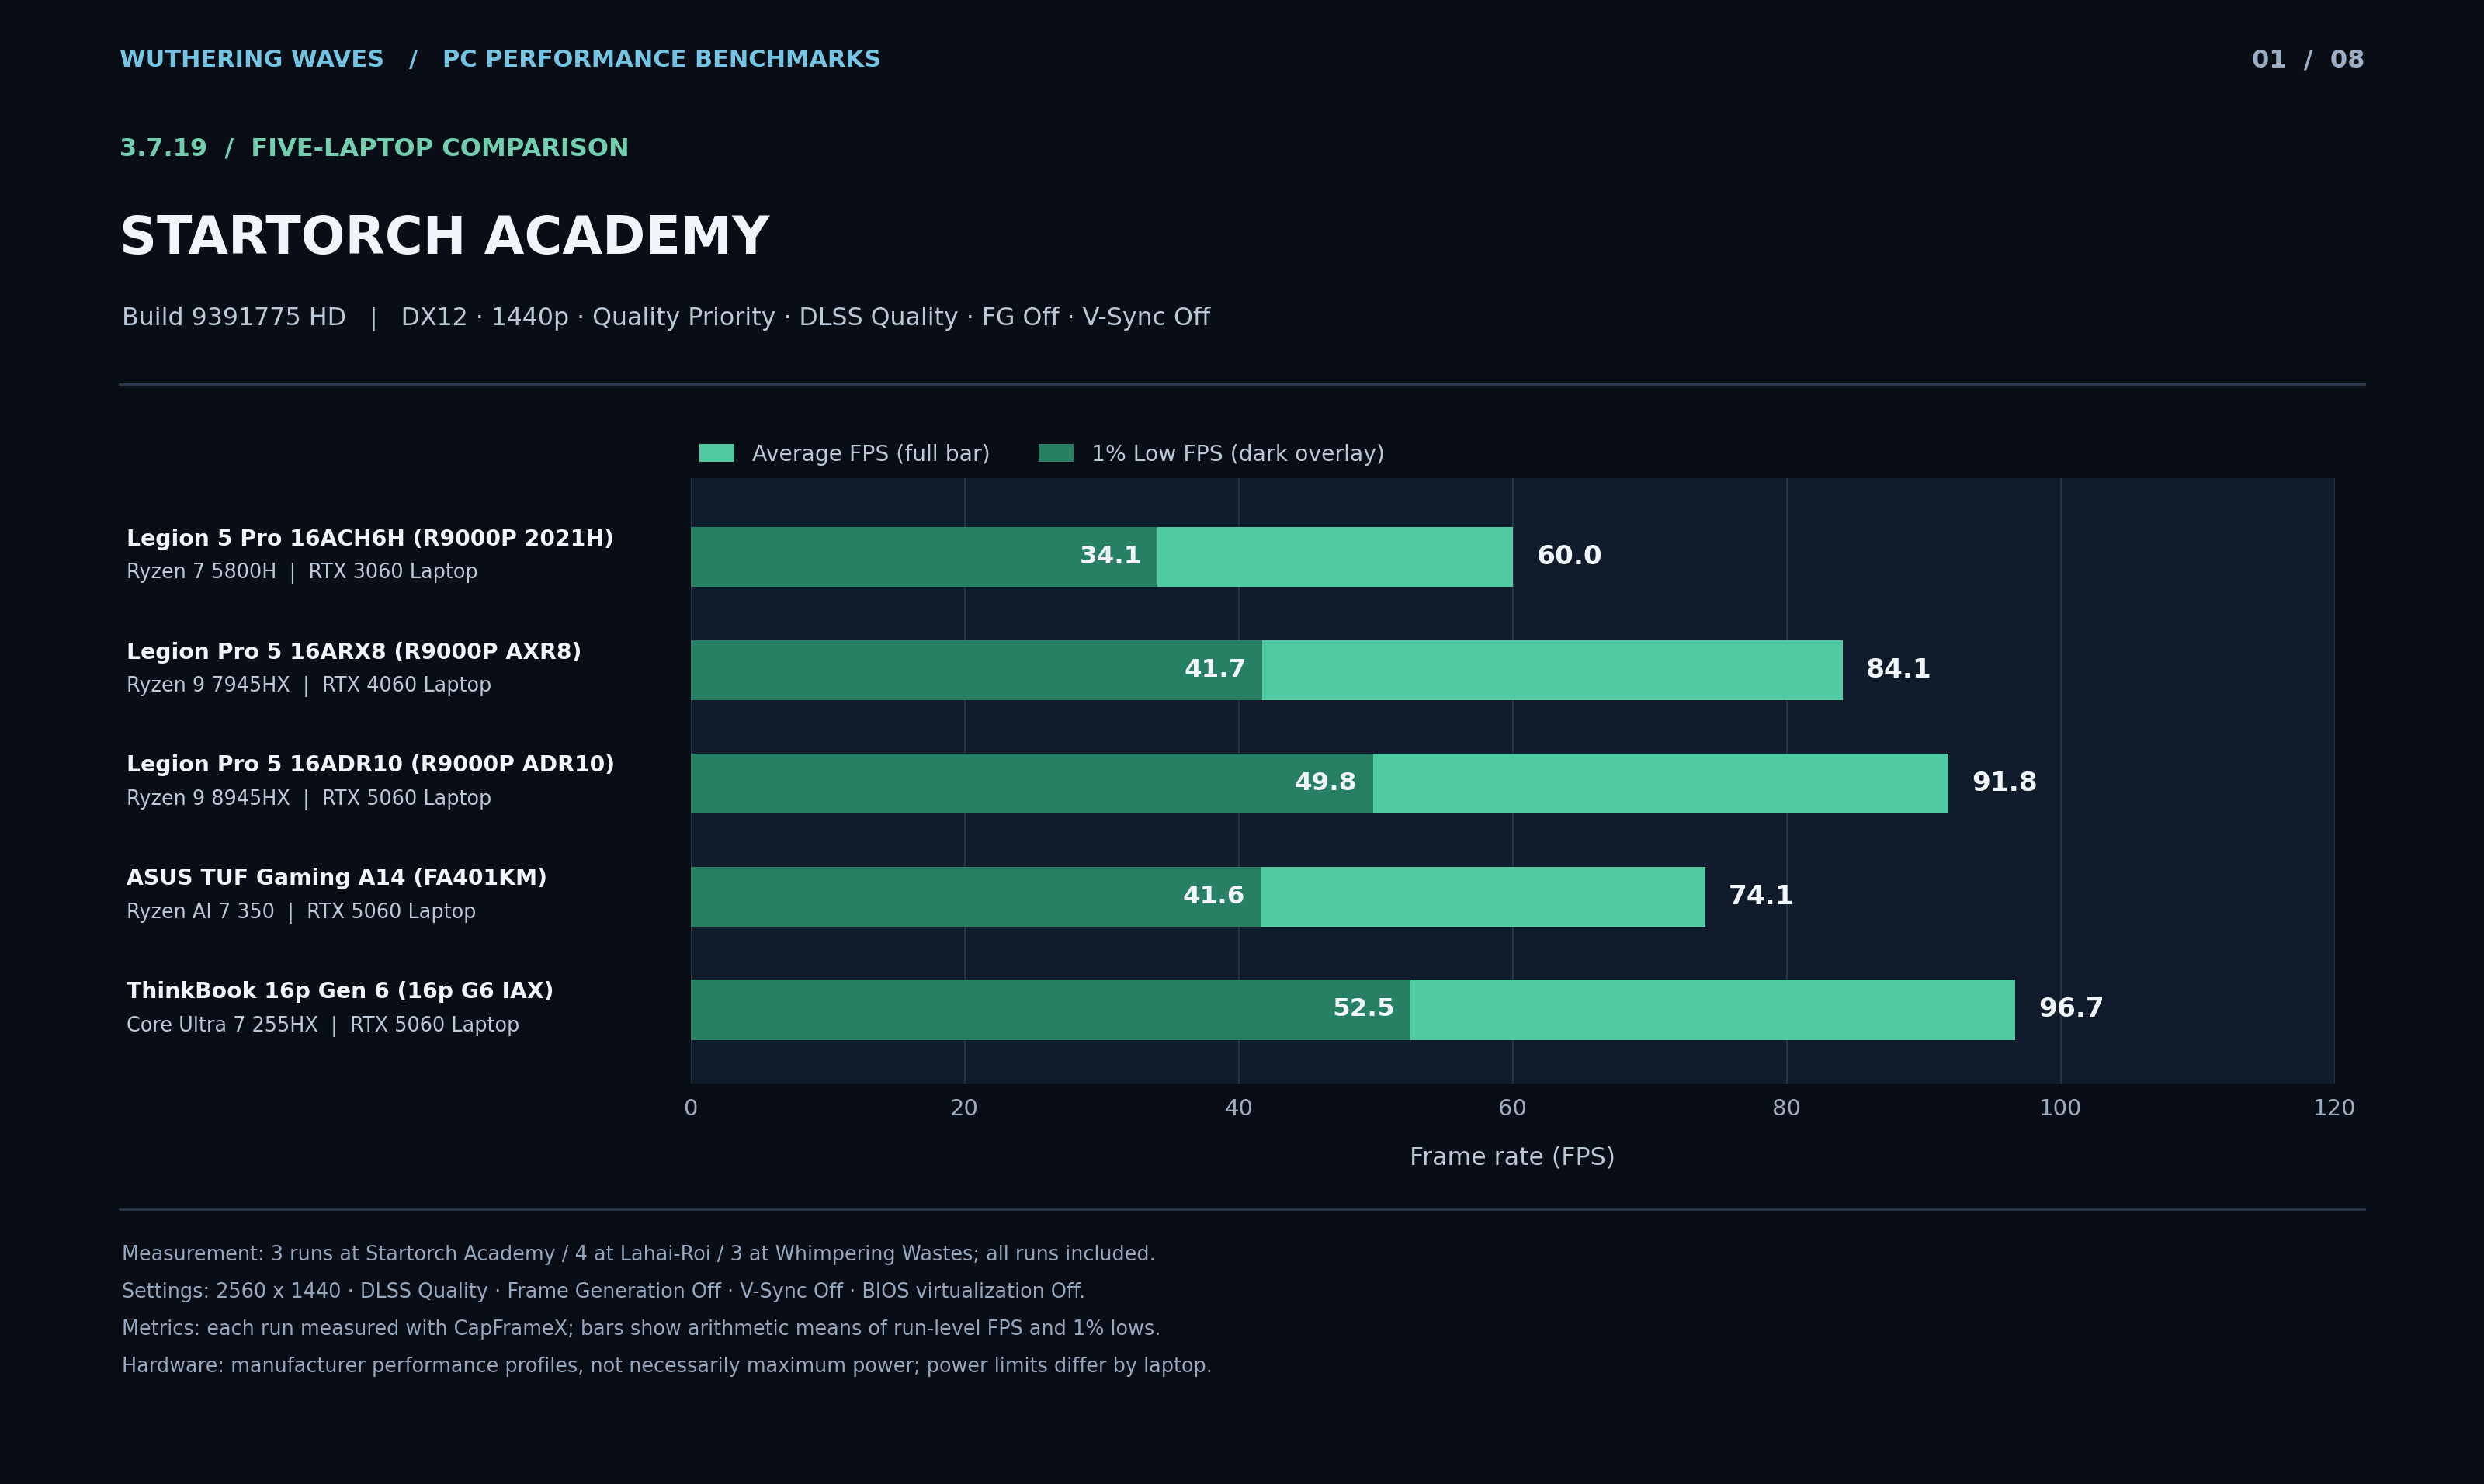 WUTHERING WAVES / PC PERFORMANCE BENCHMARKS
01 / 08
3.7.19 / FIVE-LAPTOP COMPARISON
STARTORCH ACADEMY
Build 9391775 HD | DX12 · 1440p · Quality Priority · DLSS Quality · FG Off · V-Sync Off
Average FPS (full bar)
1% Low FPS (dark overlay)
Legion 5 Pro 16ACH6H (R9000P 2021H)
Ryzen 7 5800H | RTX 3060 Laptop
34.1
60.0
Legion Pro 5 16ARX8 (R9000P AXR8)
Ryzen 9 7945HX | RTX 4060 Laptop
41.7
84.1
Legion Pro 5 16ADR10 (R9000P ADR10)
Ryzen 9 8945HX | RTX 5060 Laptop
49.8
91.8
ASUS TUF Gaming A14 (FA401KM)
Ryzen AI 7 350 | RTX 5060 Laptop
41.6
74.1
ThinkBook 16p Gen 6 (16p G6 IAX)
Core Ultra 7 255HX | RTX 5060 Laptop
52.5
96.7
0 20 40 60 80 100 120
Frame rate (FPS)
Measurement: 3 runs at Startorch Academy / 4 at Lahai-Roi / 3 at Whimpering Wastes; all runs included.
Settings: 2560 x 1440 · DLSS Quality · Frame Generation Off · V-Sync Off · BIOS virtualization Off.
Metrics: each run measured with CapFrameX; bars show arithmetic means of run-level FPS and 1% lows.
Hardware: manufacturer performance profiles, not necessarily maximum power; power limits differ by laptop.